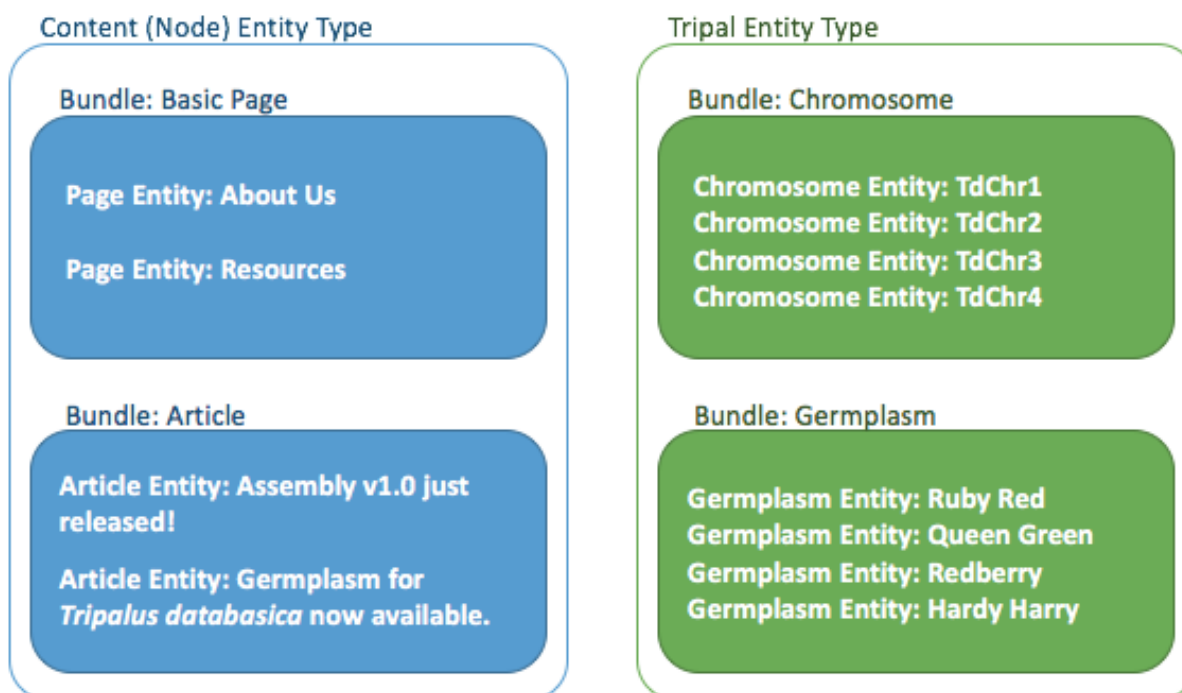 Content (Node) Entity Type
Bundle: Basic Page
Page Entity: About Us
Page Entity: Resources
Bundle: Article
Article Entity: Assembly v1.0 just
released!
Article Entity: Germplasm for
Tripalus databasica now available.
Tripal Entity Type
Bundle: Chromosome
Chromosome Entity: TdChr1
Chromosome Entity: TdChr2
Chromosome Entity: TdChr3
Chromosome Entity: TdChr4
Bundle: Germplasm
Germplasm Entity: Ruby Red
Germplasm Entity: Queen Green
Germplasm Entity: Redberry
Germplasm Entity: Hardy Harry